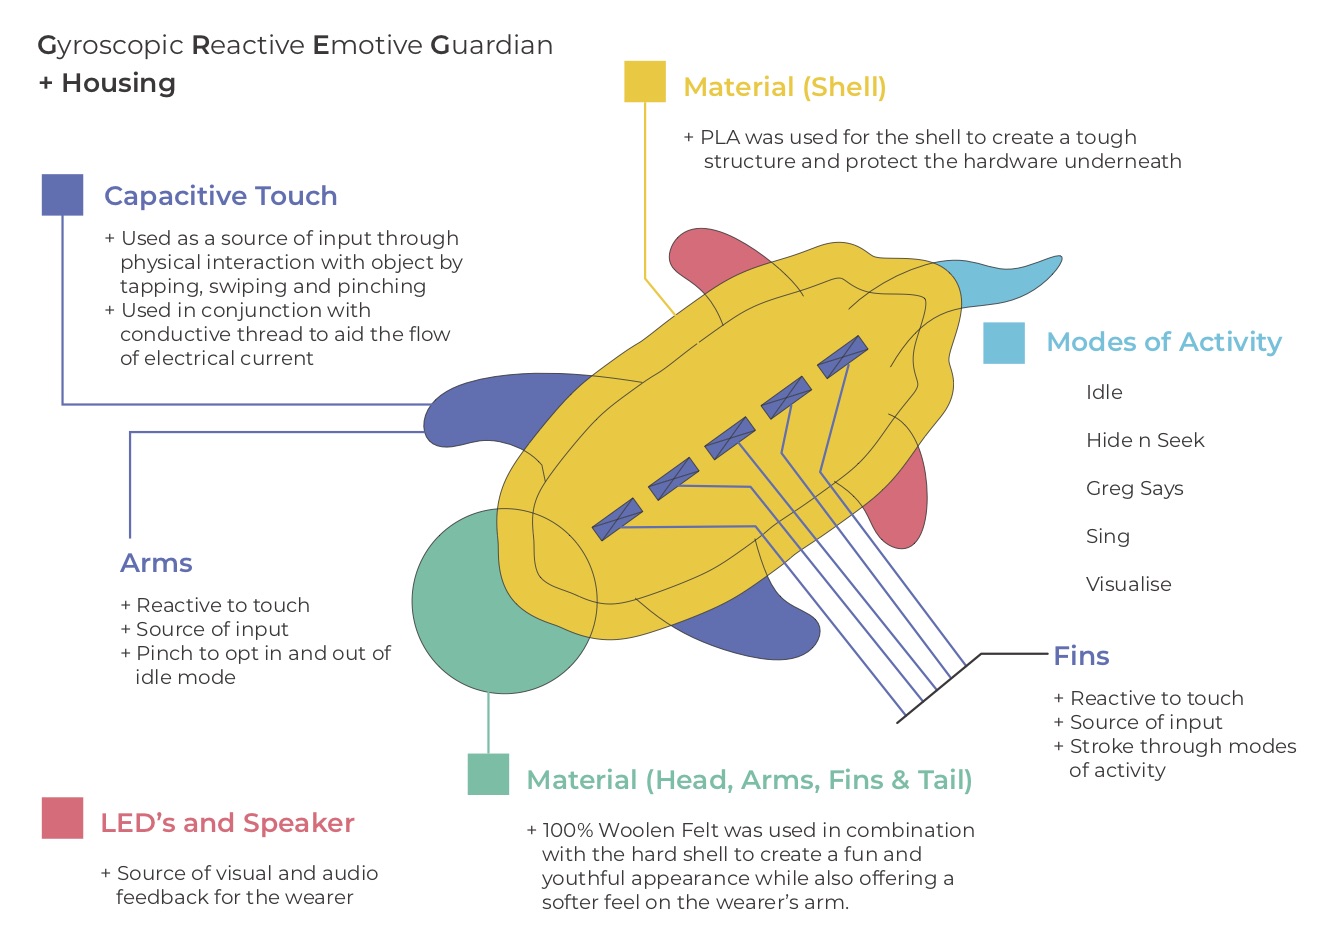 Gyroscopic Reactive Emotive Guardian
+ Housing
Material (Shell)
+ PLA was used for the shell to create a tough
structure and protect the hardware underneath
Capacitive Touch
+ Used as a source of input through
physical interaction with object by
tapping, swiping and pinching
+ Used in conjunction with
conductive thread to aid the flow
of electrical current
Modes of Activity
Idle
Hide n Seek
Greg Says
Sing
Visualise
Arms
+ Reactive to touch
+ Source of input
+ Pinch to opt in and out of
idle mode
Fins
+ Reactive to touch
+ Source of input
+ Stroke through modes
of activity
Material (Head, Arms, Fins & Tail)
+ 100% Woolen Felt was used in combination
with the hard shell to create a fun and
youthful appearance while also offering a
softer feel on the wearer's arm.
LED's and Speaker
+ Source of visual and audio
feedback for the wearer